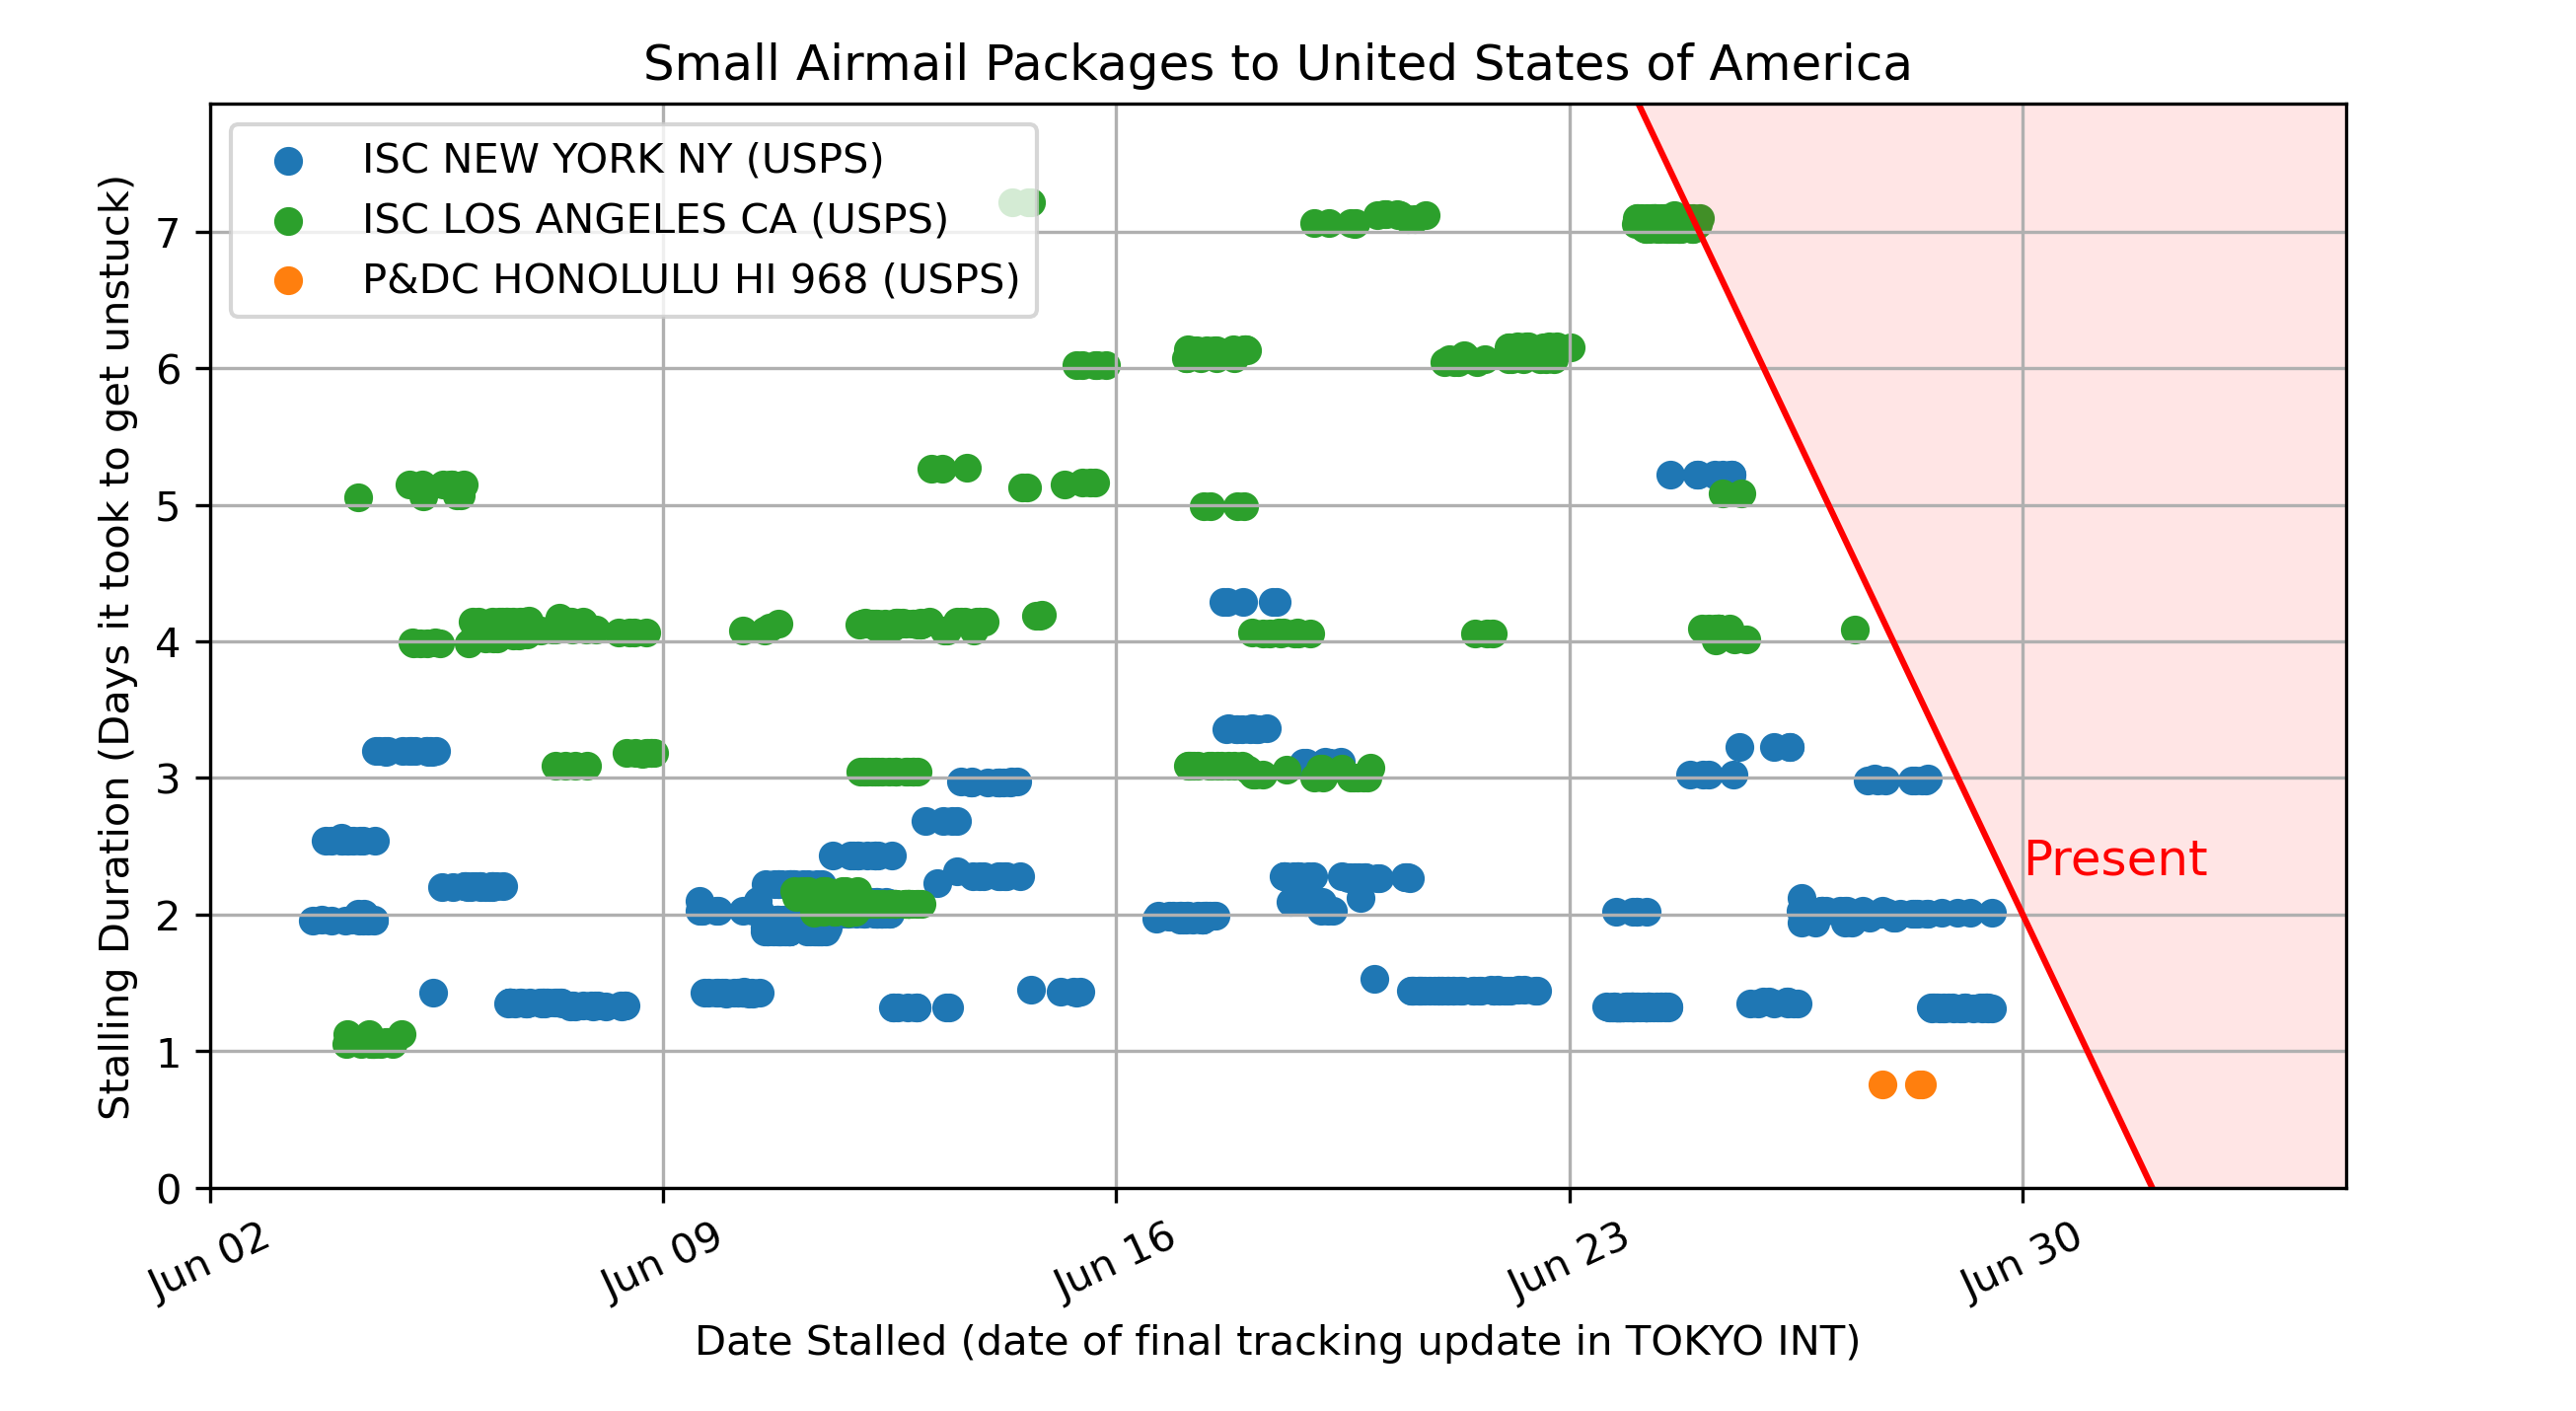 Small Airmail Packages to United States of America
ISC NEW YORK NY (USPS)
ISC LOS ANGELES CA (USPS)
P&DC HONOLULU HI 968 (USPS)
Stalling Duration (Days it took to get unstuck)
7
6
5
4
3
2
1
0
Present
Jun 02
Jun 09
Jun 16
Jun 23
Jun 30
Date Stalled (date of final tracking update in TOKYO INT)